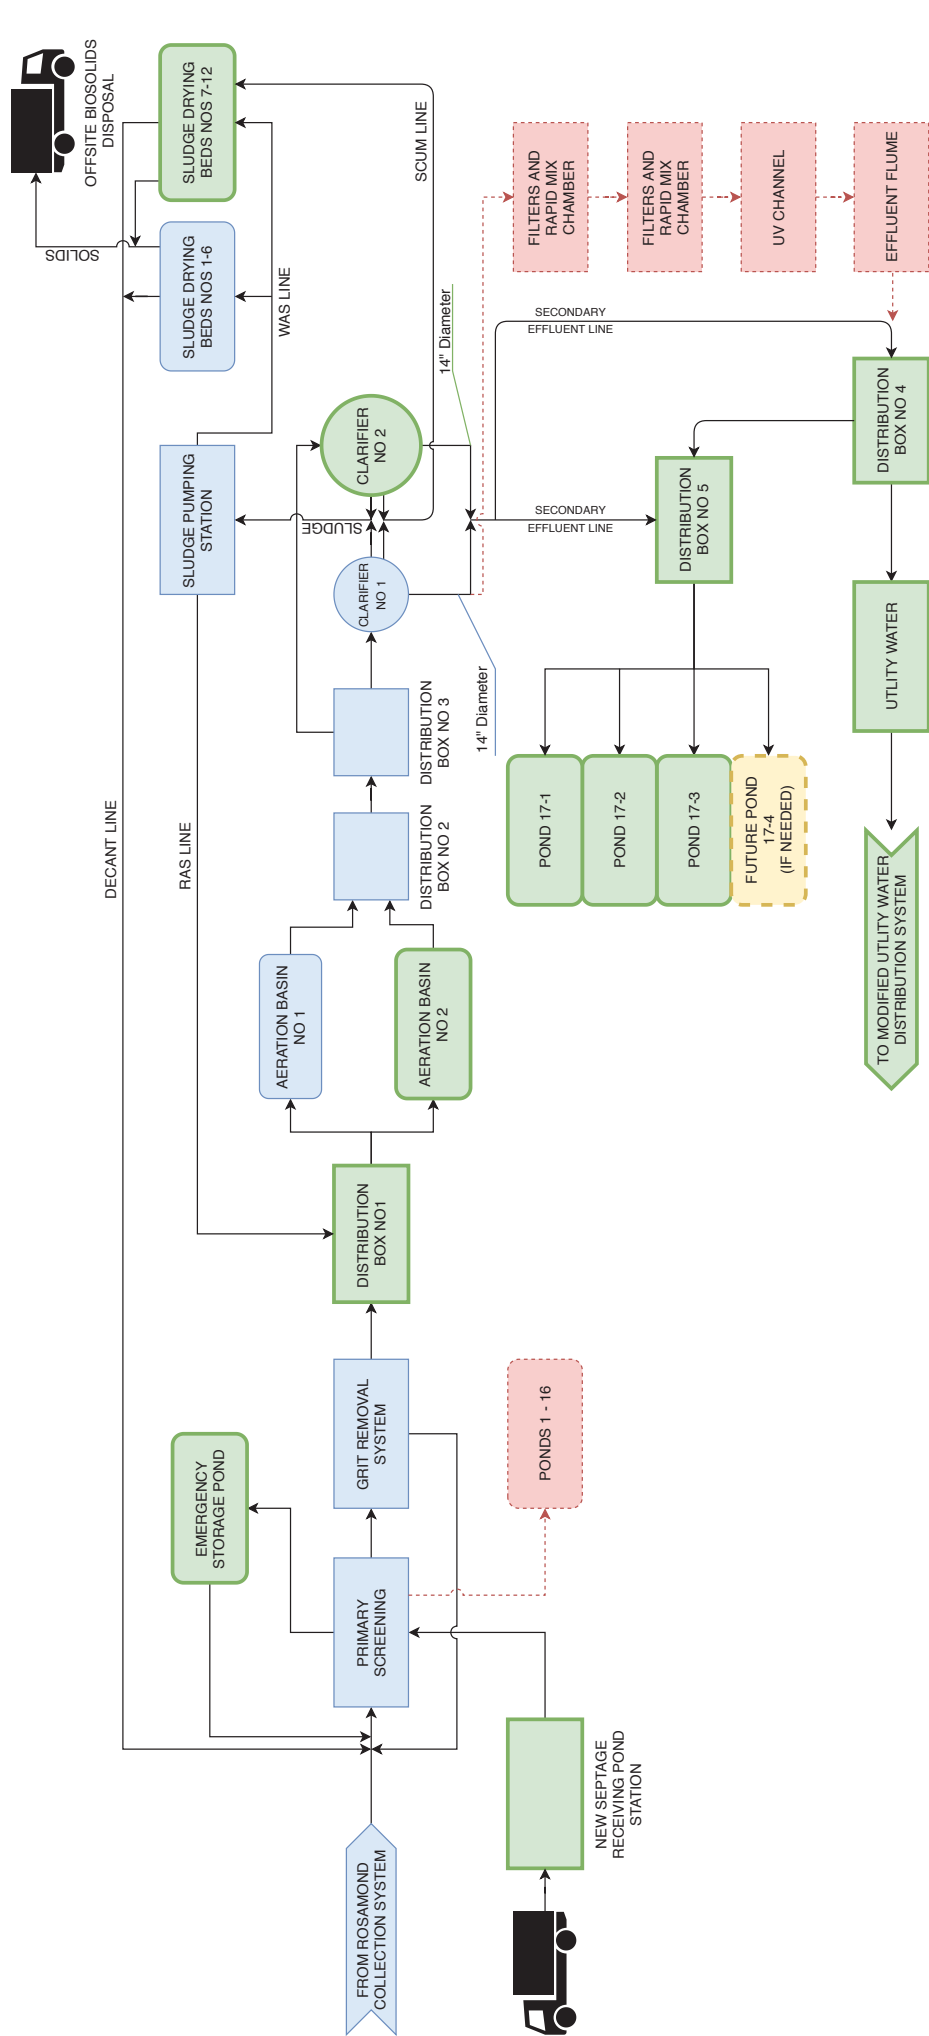 OFFSITE BIOSOLIDS
DISPOSAL
SLUDGE DRYING
BEDS NOS 7-12
SOLIDS
SLUDGE DRYING
BEDS NOS 1-6
WAS LINE
SCUM LINE
SLUDGE PUMPING
STATION
SLUDGE
CLARIFIER
NO 2
CLARIFIER
NO 1
14" Diameter
14" Diameter
DECANT LINE
RAS LINE
DISTRIBUTION
BOX NO 3
DISTRIBUTION
BOX NO 2
AERATION BASIN
NO 1
AERATION BASIN
NO 2
DISTRIBUTION
BOX NO1
GRIT REMOVAL
SYSTEM
EMERGENCY
STORAGE POND
PRIMARY
SCREENING
PONDS 1 - 16
FROM ROSAMOND
COLLECTION SYSTEM
NEW SEPTAGE
RECEIVING POND
STATION
FILTERS AND
RAPID MIX
CHAMBER
FILTERS AND
RAPID MIX
CHAMBER
UV CHANNEL
EFFLUENT FLUME
SECONDARY
EFFLUENT LINE
SECONDARY
EFFLUENT LINE
DISTRIBUTION
BOX NO 4
DISTRIBUTION
BOX NO 5
POND 17-1
POND 17-2
POND 17-3
FUTURE POND
17-4
(IF NEEDED)
UTLITY WATER
TO MODIFIED UTLITY WATER
DISTRIBUTION SYSTEM